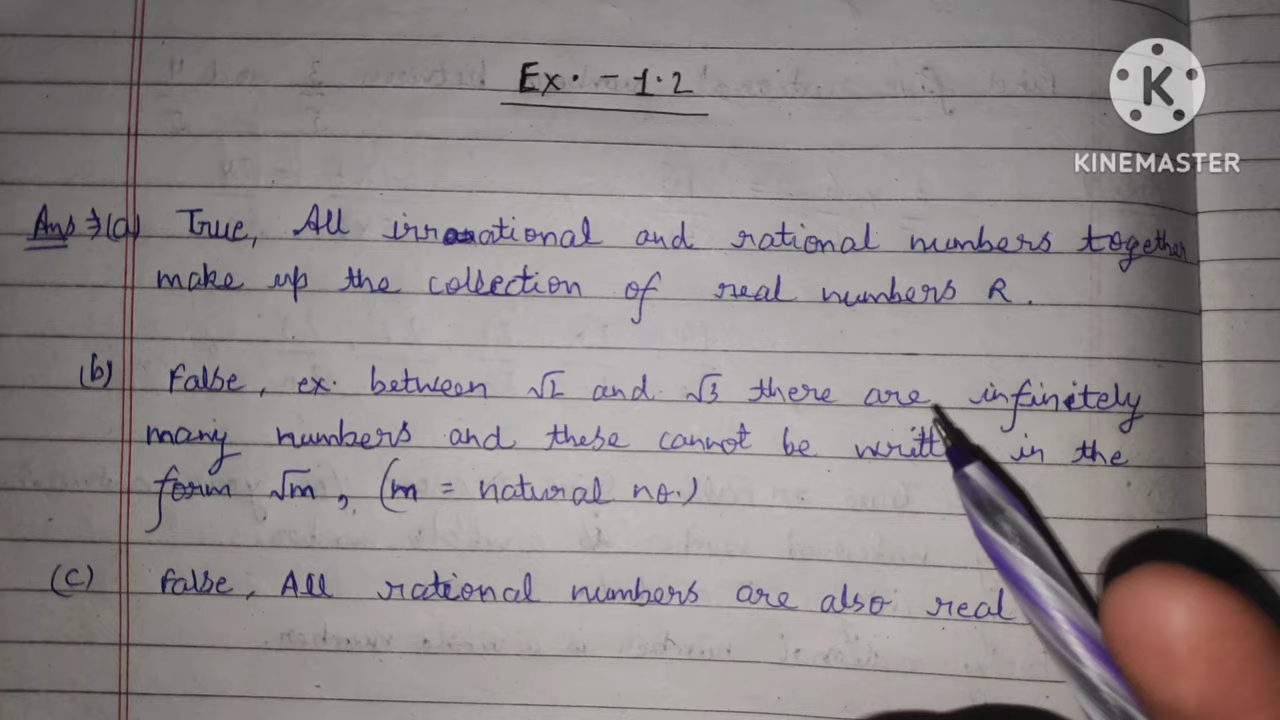 Ex. - 1.2
K
KINEMASTER
Ans 3(a) True, All irrational and rational numbers together
make up the collection of real numbers R.
(b) False, ex. between √2 and √3 there are infinitely
many numbers and these cannot be in the
form √m, (m = natural no.)
(c) False, All rational numbers are also real